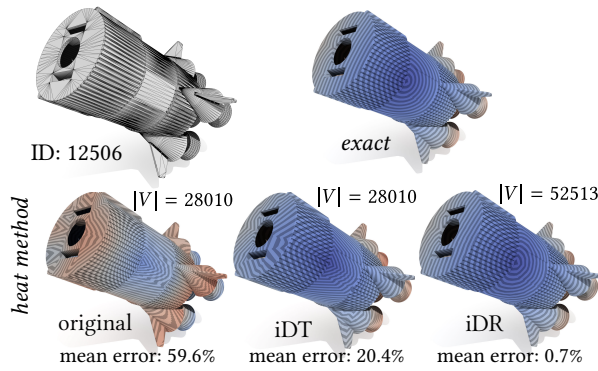 ID: 12506
exact
heat method
|V| = 28010
|V| = 28010
|V| = 52513
original
iDT
iDR
mean error: 59.6%
mean error: 20.4%
mean error: 0.7%